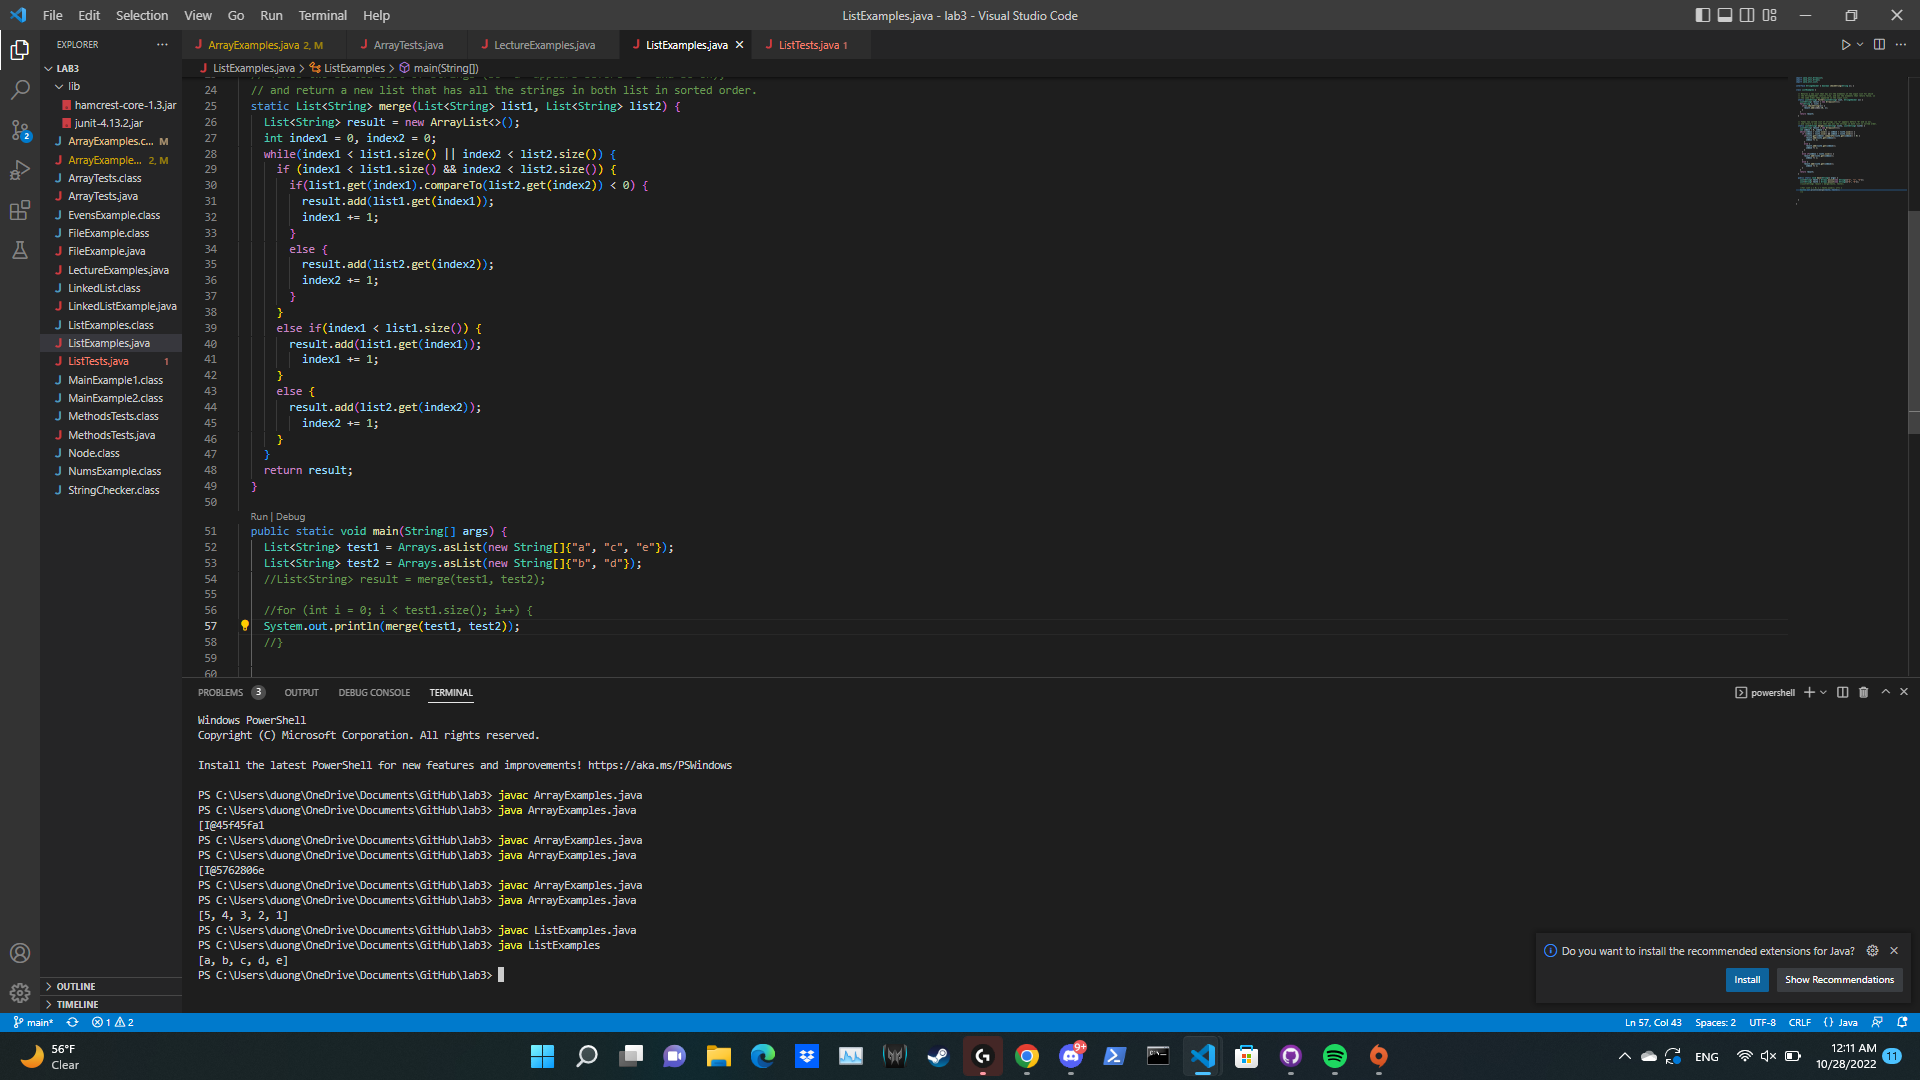 File Edit Selection View Go Run Terminal Help
ListExamples.java - lab3 - Visual Studio Code
EXPLORER
LAB3
lib
hamcrest-core-1.3.jar
junit-4.13.2.jar
ArrayExamples.c... M
ArrayExample... 2, M
ArrayTests.class
ArrayTests.java
EvensExample.class
FileExample.class
FileExample.java
LectureExamples.java
LinkedList.class
LinkedListExample.java
ListExamples.class
ListExamples.java
ListTests.java 1
MainExample1.class
MainExample2.class
MethodsTests.class
MethodsTests.java
Node.class
NumsExample.class
StringChecker.class
OUTLINE
TIMELINE
ArrayExamples.java 2, M ArrayTests.java LectureExamples.java ListExamples.java ListTests.java 1
ListExamples.java > ListExamples > main(String[])
24 // and return a new list that has all the strings in both list in sorted order.
25 static List<String> merge(List<String> list1, List<String> list2) {
26 List<String> result = new ArrayList<>();
27 int index1 = 0, index2 = 0;
28 while(index1 < list1.size() || index2 < list2.size()) {
29 if (index1 < list1.size() && index2 < list2.size()) {
30 if(list1.get(index1).compareTo(list2.get(index2)) < 0) {
31 result.add(list1.get(index1));
32 index1 += 1;
33 }
34 else {
35 result.add(list2.get(index2));
36 index2 += 1;
37 }
38 }
39 else if(index1 < list1.size()) {
40 result.add(list1.get(index1));
41 index1 += 1;
42 }
43 else {
44 result.add(list2.get(index2));
45 index2 += 1;
46 }
47 }
48 return result;
49 }
50
Run | Debug
51 public static void main(String[] args) {
52 List<String> test1 = Arrays.asList(new String[]{"a", "c", "e"});
53 List<String> test2 = Arrays.asList(new String[]{"b", "d"});
54 //List<String> result = merge(test1, test2);
55
56 //for (int i = 0; i < test1.size(); i++) {
57 System.out.println(merge(test1, test2));
58 //}
59
60
PROBLEMS 3 OUTPUT DEBUG CONSOLE TERMINAL
powershell
Windows PowerShell
Copyright (C) Microsoft Corporation. All rights reserved.
Install the latest PowerShell for new features and improvements! https://aka.ms/PSWindows
PS C:\Users\duong\OneDrive\Documents\GitHub\lab3> javac ArrayExamples.java
PS C:\Users\duong\OneDrive\Documents\GitHub\lab3> java ArrayExamples.java
[I@45f45fa1
PS C:\Users\duong\OneDrive\Documents\GitHub\lab3> javac ArrayExamples.java
PS C:\Users\duong\OneDrive\Documents\GitHub\lab3> java ArrayExamples.java
[I@5762806e
PS C:\Users\duong\OneDrive\Documents\GitHub\lab3> javac ArrayExamples.java
PS C:\Users\duong\OneDrive\Documents\GitHub\lab3> java ArrayExamples.java
[5, 4, 3, 2, 1]
PS C:\Users\duong\OneDrive\Documents\GitHub\lab3> javac ListExamples.java
PS C:\Users\duong\OneDrive\Documents\GitHub\lab3> java ListExamples
[a, b, c, d, e]
PS C:\Users\duong\OneDrive\Documents\GitHub\lab3>
Do you want to install the recommended extensions for Java?
Install Show Recommendations
2
main* 1 2
Ln 57, Col 43 Spaces: 2 UTF-8 CRLF {} Java
56°F
Clear
9+
ENG
12:11 AM
10/28/2022
11